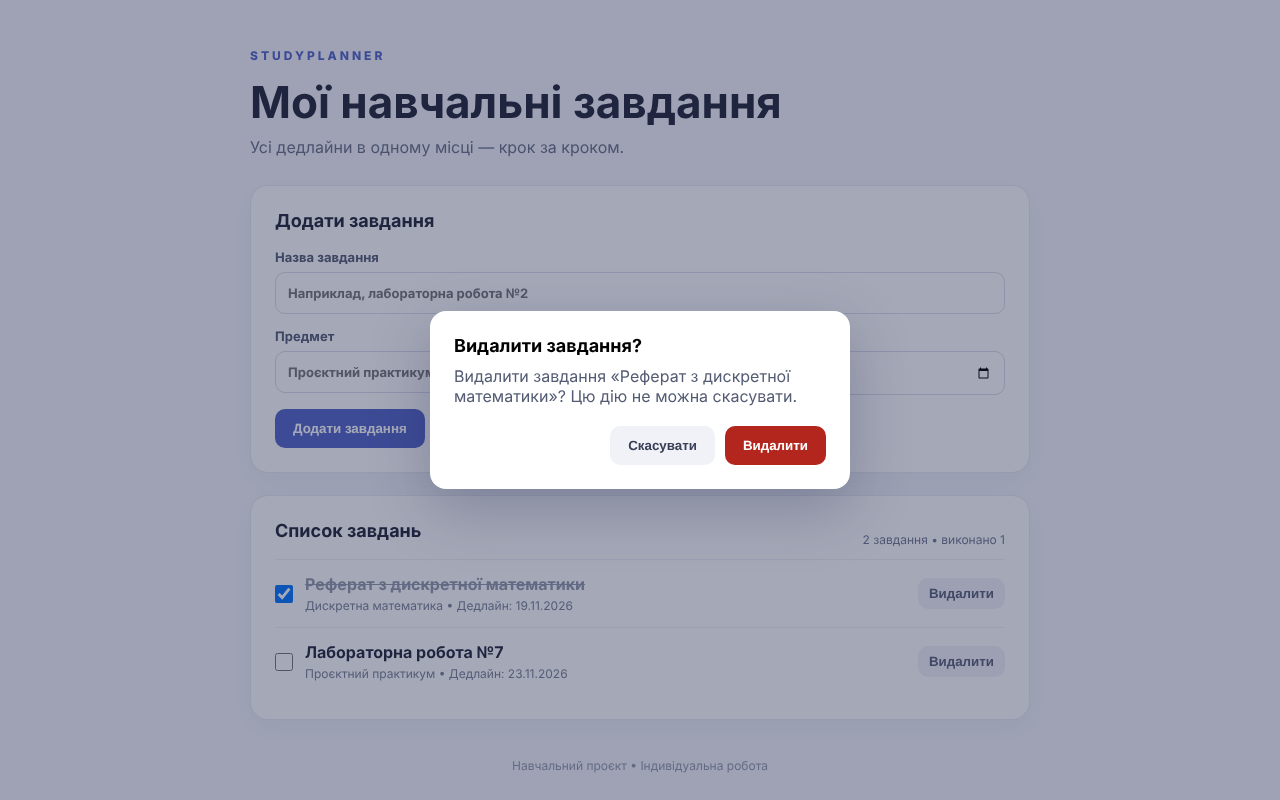 STUDYPLANNER
Мої навчальні завдання
Усі дедлайни в одному місці — крок за кроком.
Додати завдання
Назва завдання
Наприклад, лабораторна робота №2
Предмет
Проєктний практикум
Додати завдання
Видалити завдання?
Видалити завдання «Реферат з дискретної
математики»? Цю дію не можна скасувати.
Скасувати
Видалити
Список завдань
2 завдання • виконано 1
Реферат з дискретної математики
Дискретна математика • Дедлайн: 19.11.2026
Видалити
Лабораторна робота №7
Проєктний практикум • Дедлайн: 23.11.2026
Видалити
Навчальний проєкт • Індивідуальна робота